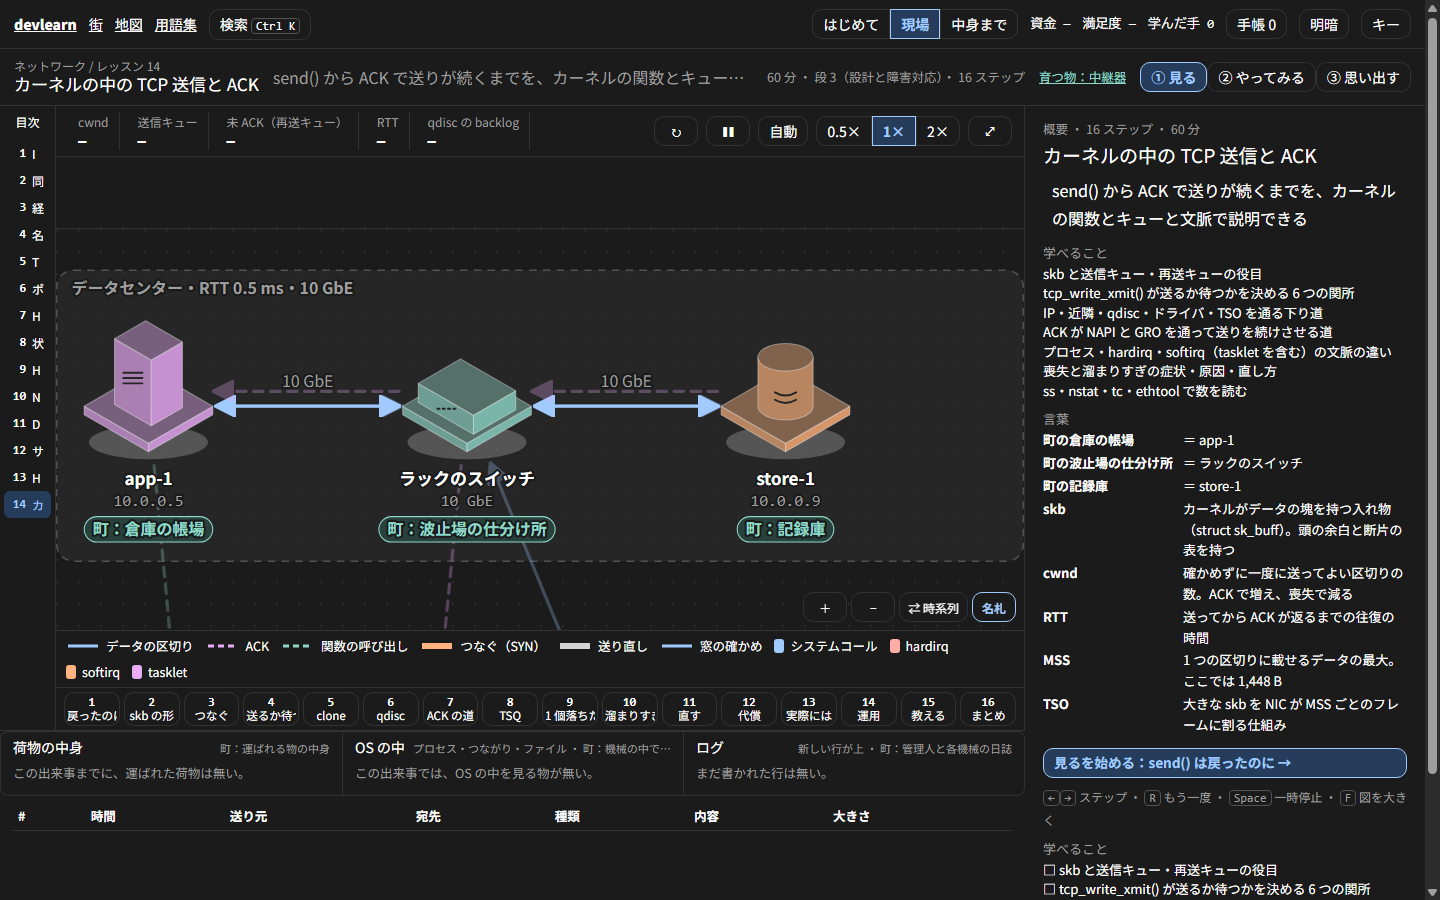 devlearn 街 地図 用語集 検索 Ctrl K はじめて 現場 中身まで 資金 – 満足度 – 学んだ手 0 手帳 0 明暗 キー
ネットワーク / レッスン 14
カーネルの中の TCP 送信と ACK send() から ACK で送りが続くまでを、カーネルの関数とキュー… 60 分 ・ 段 3（設計と障害対応）・ 16 ステップ 育つ物：中継器 ① 見る ② やってみる ③ 思い出す
目次
1 I
2 同
3 経
4 名
5 T
6 ポ
7 H
8 状
9 H
10 N
11 D
12 サ
13 H
14 カ
cwnd 送信キュー 未 ACK（再送キュー） RTT qdisc の backlog
– – – – –
↻ 自動 0.5× 1× 2× ⤢
データセンター・RTT 0.5 ms・10 GbE
10 GbE 10 GbE
app-1 ラックのスイッチ store-1
10.0.0.5 10 GbE 10.0.0.9
町：倉庫の帳場 町：波止場の仕分け所 町：記録庫
+ − ⇄ 時系列 名札
データの区切り ACK 関数の呼び出し つなぐ（SYN） 送り直し 窓の確かめ システムコール hardirq
softirq tasklet
1 2 3 4 5 6 7 8 9 10 11 12 13 14 15 16
戻ったの skb の形 つなぐ 送るか待 clone qdisc ACK の道 TSQ 1 個落ちた 溜まりす 直す 代償 実際には 運用 教える まとめ
荷物の中身 町：運ばれる物の中身
この出来事までに、運ばれた荷物は無い。
OS の中 プロセス・つながり・ファイル ・ 町：機械の中で…
この出来事では、OS の中を見る物が無い。
ログ 新しい行が上 ・ 町：管理人と各機械の日誌
まだ書かれた行は無い。
# 時間 送り元 宛先 種類 内容 大きさ
概要 ・ 16 ステップ ・ 60 分
カーネルの中の TCP 送信と ACK
send() から ACK で送りが続くまでを、カーネル
の関数とキューと文脈で説明できる
学べること
skb と送信キュー・再送キューの役目
tcp_write_xmit() が送るか待つかを決める 6 つの関所
IP・近隣・qdisc・ドライバ・TSO を通る下り道
ACK が NAPI と GRO を通って送りを続けさせる道
プロセス・hardirq・softirq（tasklet を含む）の文脈の違い
喪失と溜まりすぎの症状・原因・直し方
ss・nstat・tc・ethtool で数を読む
言葉
町の倉庫の帳場 ＝ app-1
町の波止場の仕分け所 ＝ ラックのスイッチ
町の記録庫 ＝ store-1
skb カーネルがデータの塊を持つ入れ物
（struct sk_buff）。頭の余白と断片の
表を持つ
cwnd 確かめずに一度に送ってよい区切りの
数。ACK で増え、喪失で減る
RTT 送ってから ACK が返るまでの往復の
時間
MSS 1 つの区切りに載せるデータの最大。
ここでは 1,448 B
TSO 大きな skb を NIC が MSS ごとのフレ
ームに割る仕組み
見るを始める：send() は戻ったのに →
← → ステップ ・ R もう一度 ・ Space 一時停止 ・ F 図を大き
く
学べること
□ skb と送信キュー・再送キューの役目
□ tcp_write_xmit() が送るか待つかを決める 6 つの関所